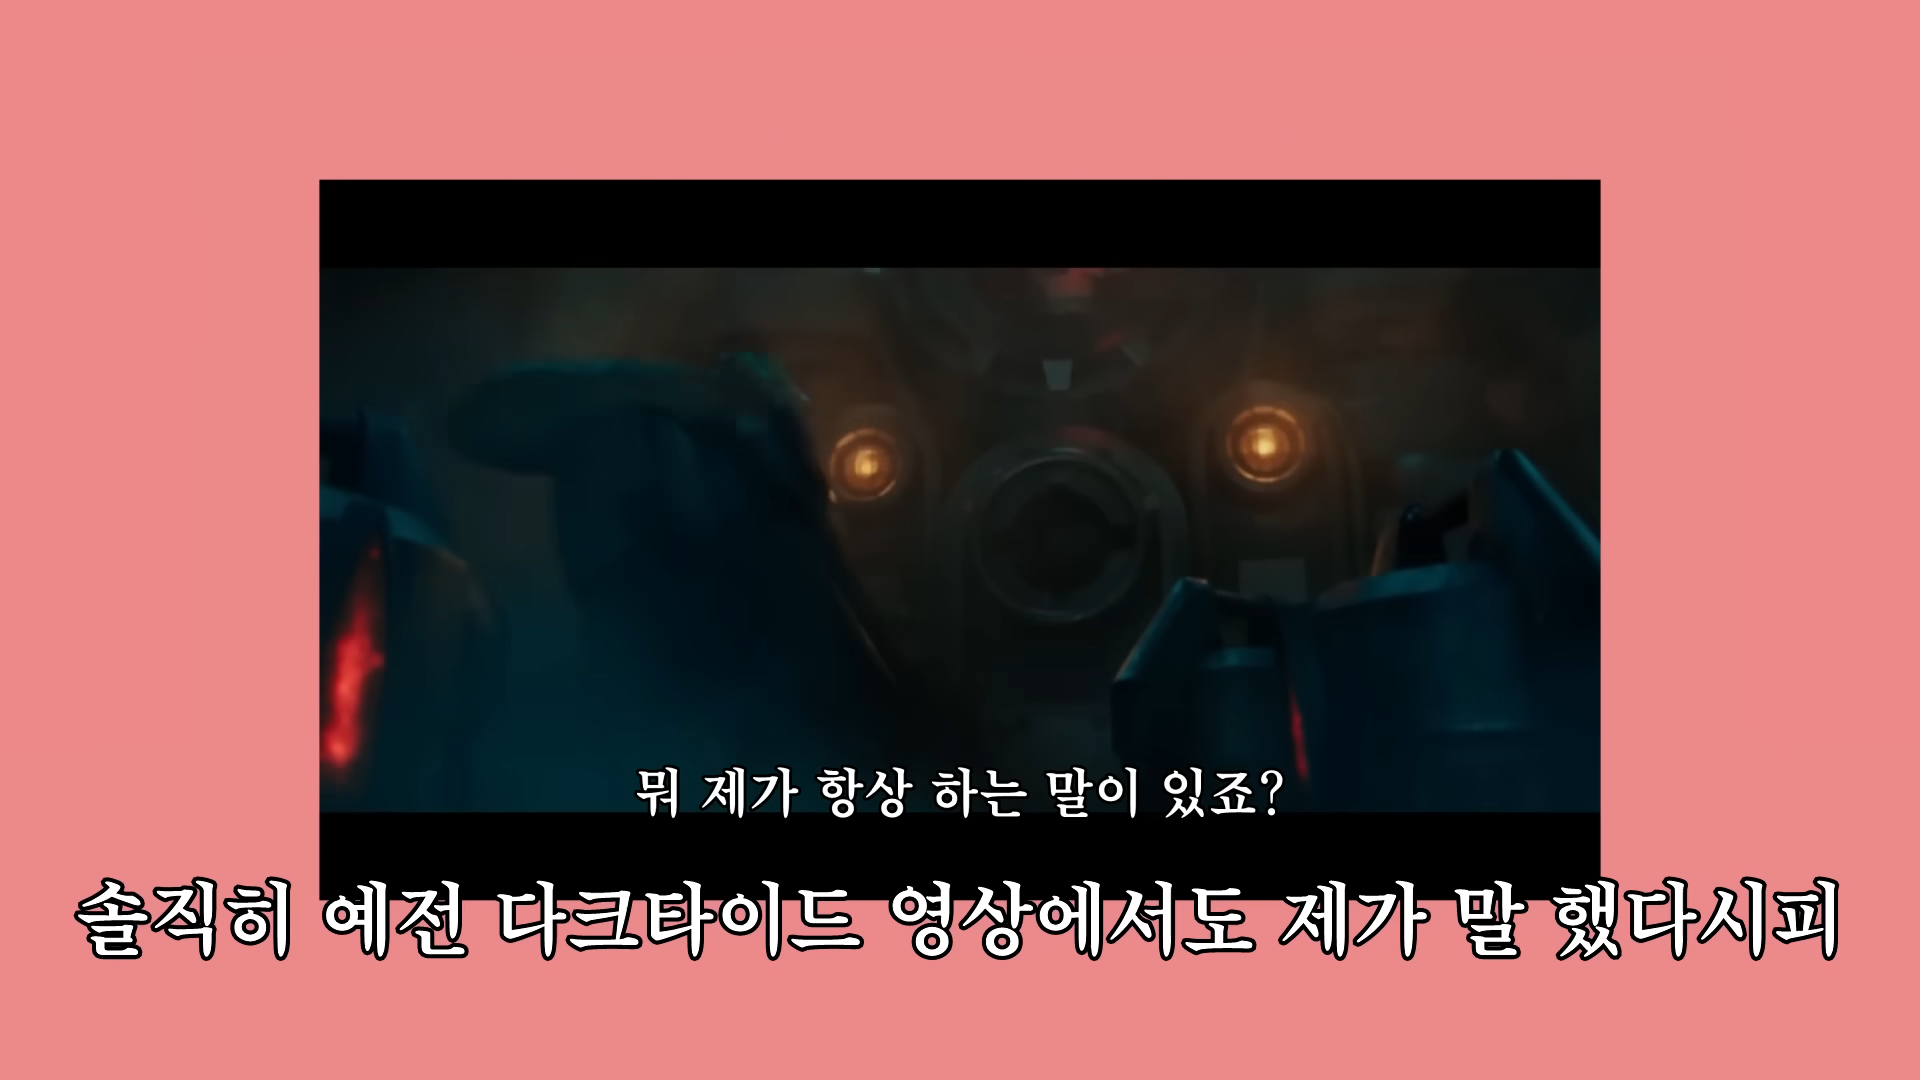 뭐 제가 항상 하는 말이 있죠?
솔직히 예전 다크타이드 영상에서도 제가 말 했다시피